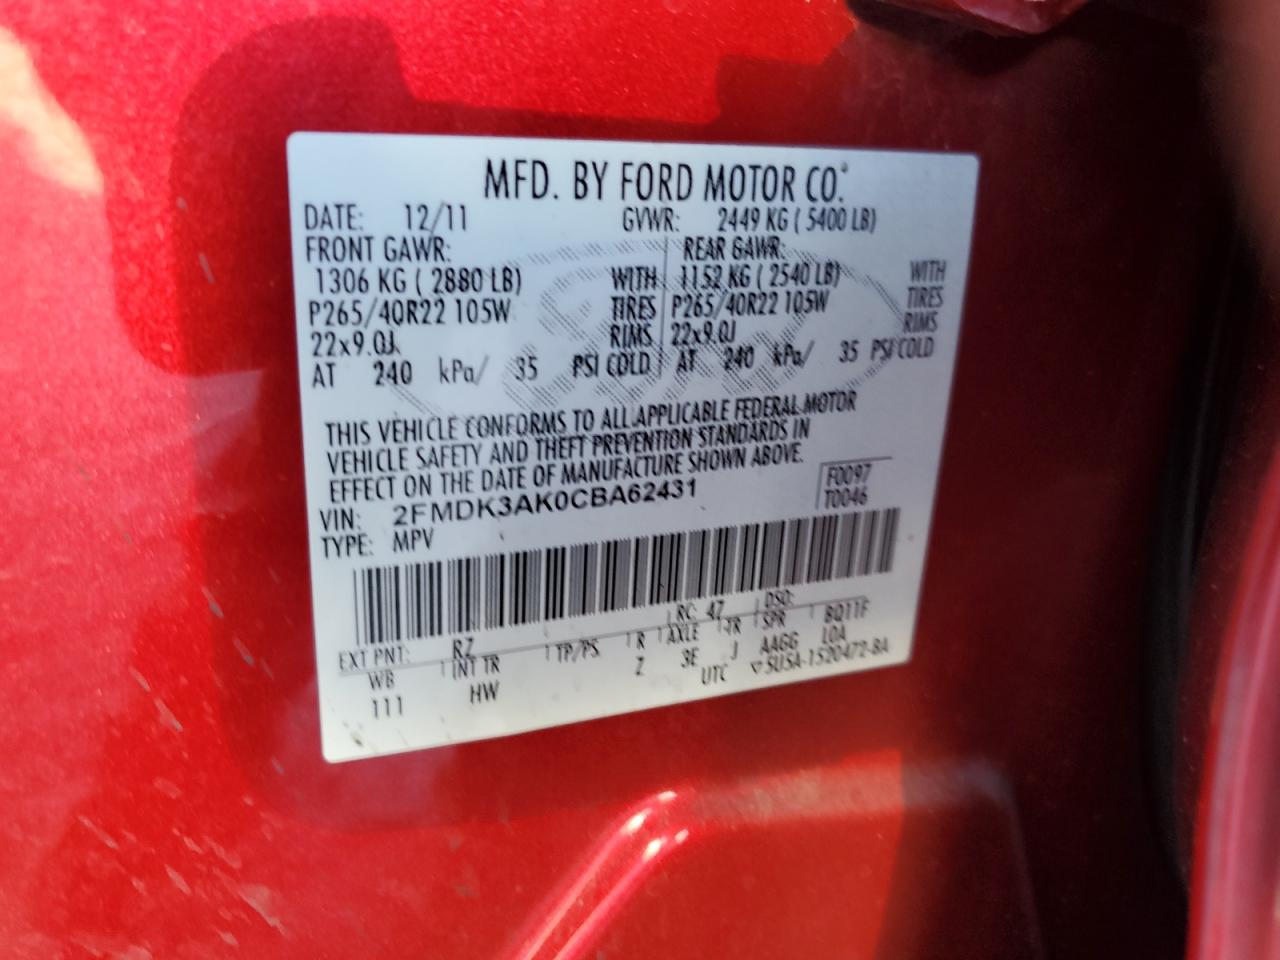 MFD. BY FORD MOTOR CO.
DATE: 12/11 GVWR: 2449 KG ( 5400 LB)
FRONT GAWR: REAR GAWR:
1306 KG ( 2880 LB) WITH 1152 KG ( 2540 LB) WITH
P265/40R22 105W TIRES P265/40R22 105W TIRES
22x9.0J RIMS 22x9.0J RIMS
AT 240 kPa/ 35 PSI COLD AT 240 kPa/ 35 PSI COLD
THIS VEHICLE CONFORMS TO ALL APPLICABLE FEDERAL MOTOR
VEHICLE SAFETY AND THEFT PREVENTION STANDARDS IN
EFFECT ON THE DATE OF MANUFACTURE SHOWN ABOVE.
F0097
VIN: 2FMDK3AK0CBA62431 T0046
TYPE: MPV
EXT PNT: RZ RC: 47 DSO:
WB INT TR TP/PS R AXLE TR SPR BQ11F
111 HW Z 3E J AAGG LOA
UTC ▽SU5A-1520472-BA